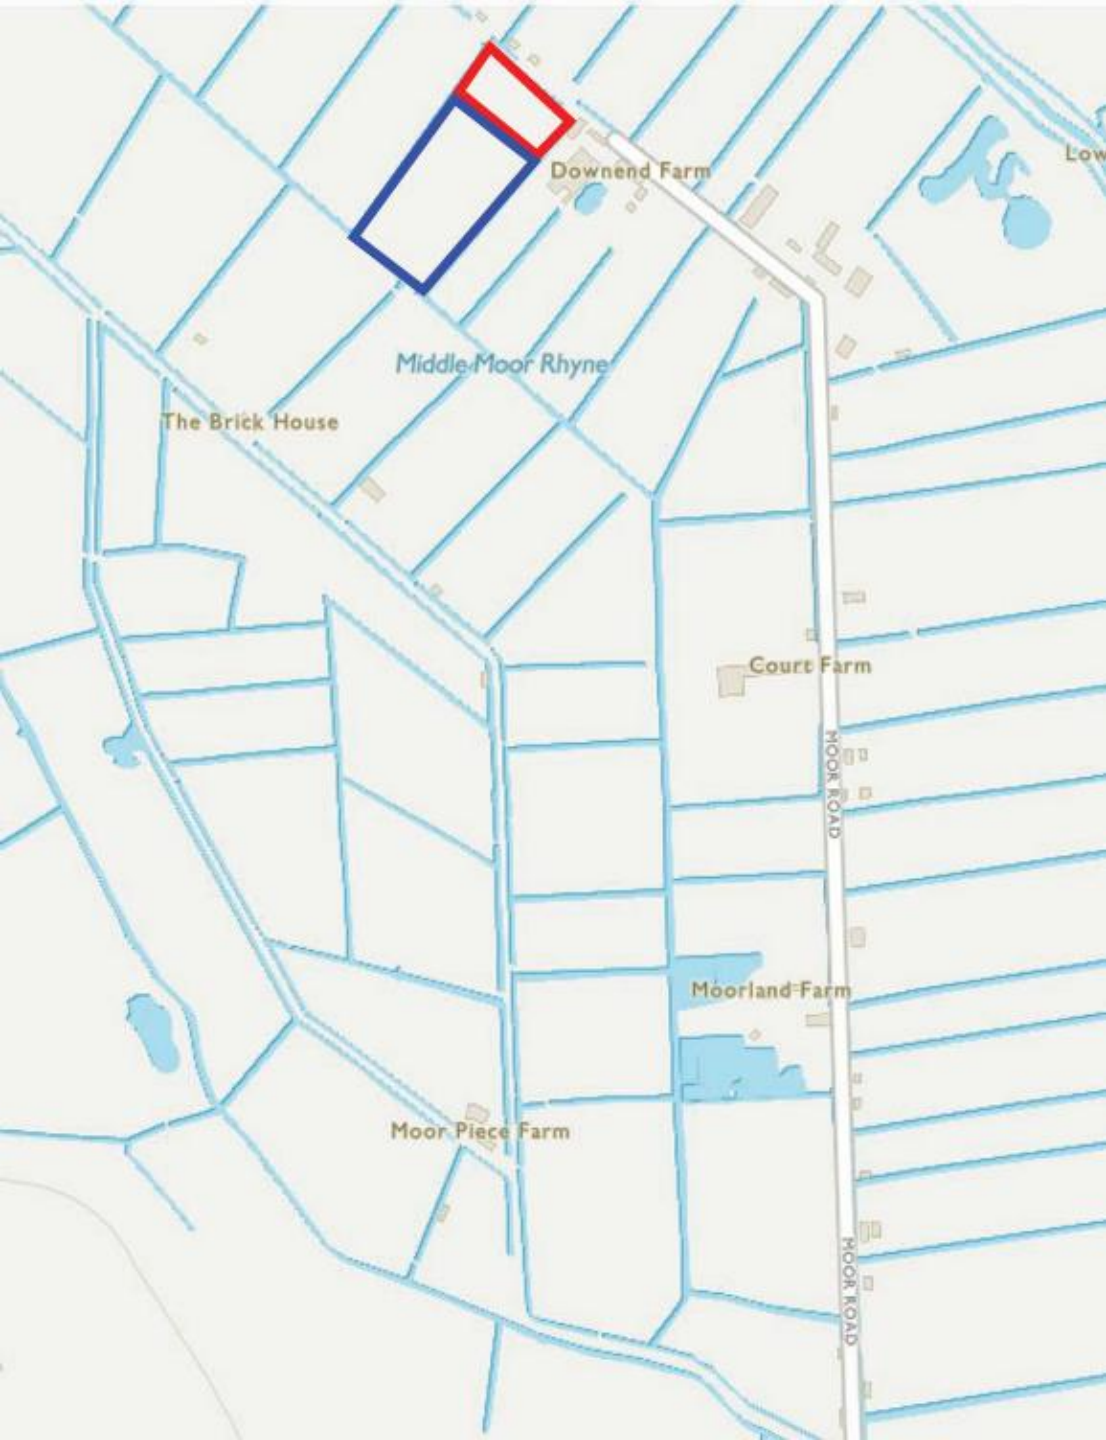 Low
Downend Farm
Middle Moor Rhyne
The Brick House
Court Farm
MOOR ROAD
Moorland Farm
Moor Piece Farm
MOOR ROAD